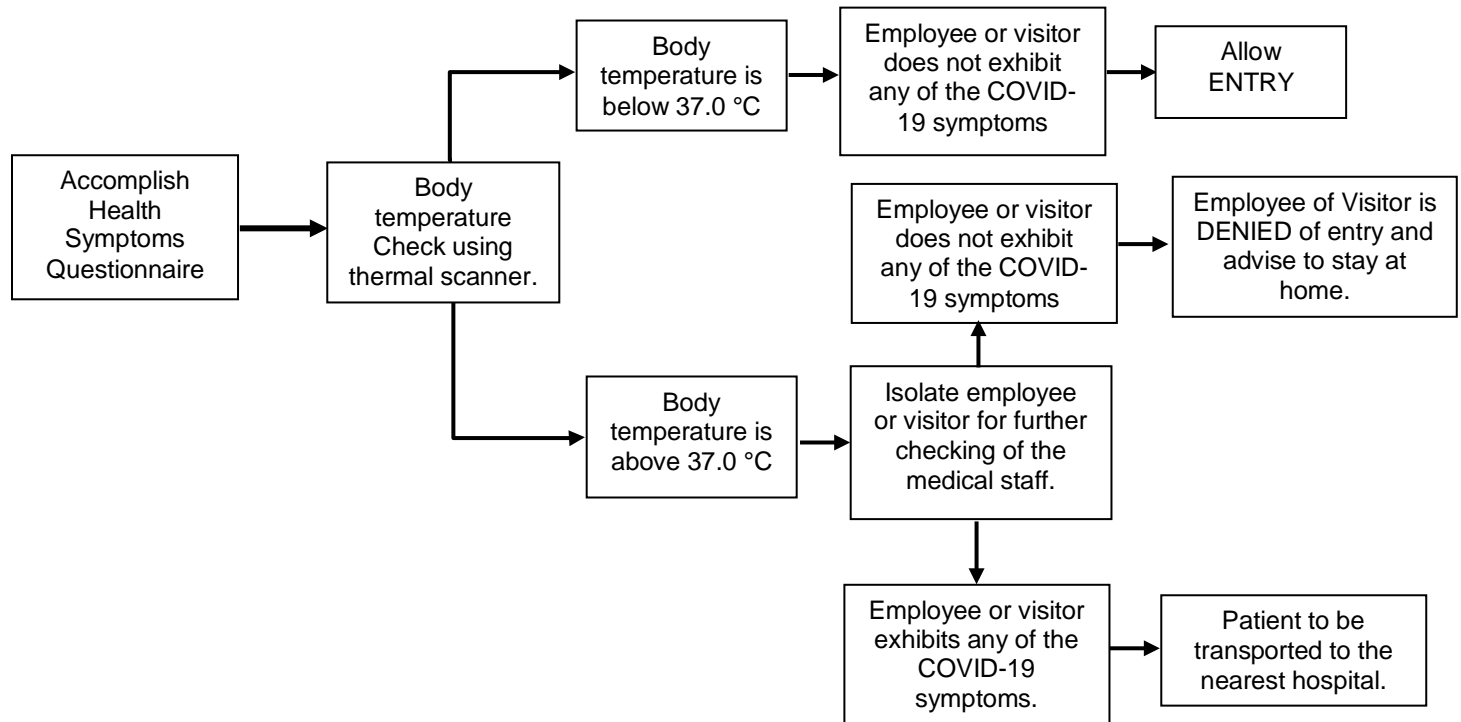 Accomplish
Health
Symptoms
Questionnaire
Body
temperature
Check using
thermal scanner.
Body
temperature is
below 37.0 °C
Employee or visitor
does not exhibit
any of the COVID-
19 symptoms
Allow
ENTRY
Body
temperature is
above 37.0 °C
Isolate employee
or visitor for further
checking of the
medical staff.
Employee or visitor
does not exhibit
any of the COVID-
19 symptoms
Employee of Visitor is
DENIED of entry and
advise to stay at
home.
Employee or visitor
exhibits any of the
COVID-19
symptoms.
Patient to be
transported to the
nearest hospital.